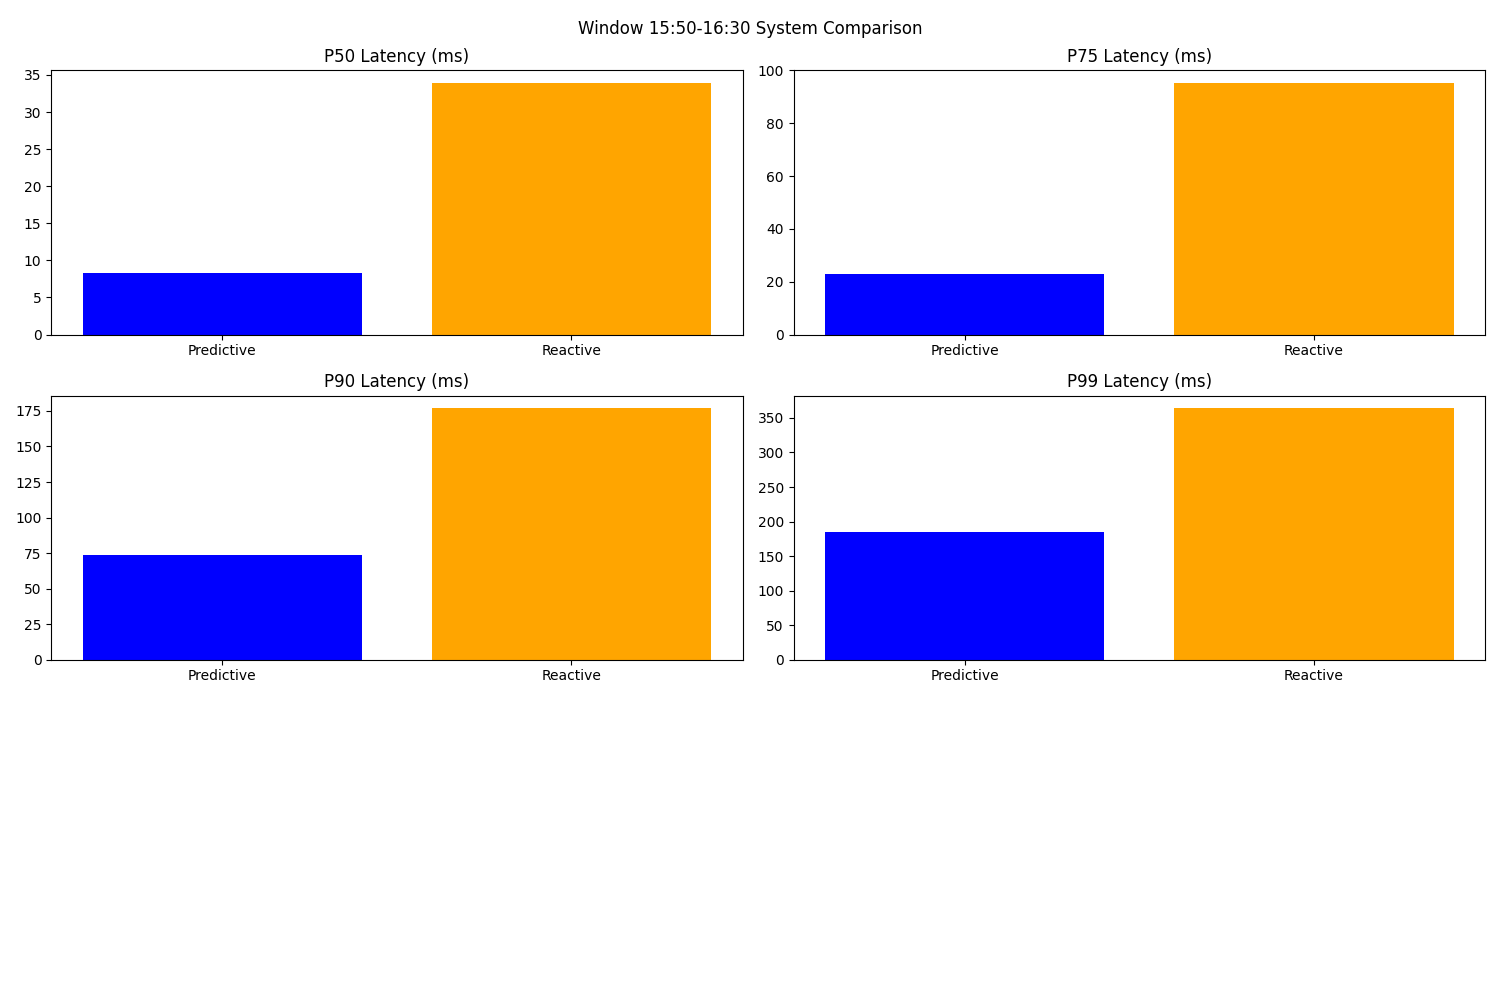 Window 15:50-16:30 System Comparison
P50 Latency (ms)
35
30
25
20
15
10
5
0
Predictive
Reactive
P75 Latency (ms)
100
80
60
40
20
0
Predictive
Reactive
P90 Latency (ms)
175
150
125
100
75
50
25
0
Predictive
Reactive
P99 Latency (ms)
350
300
250
200
150
100
50
0
Predictive
Reactive